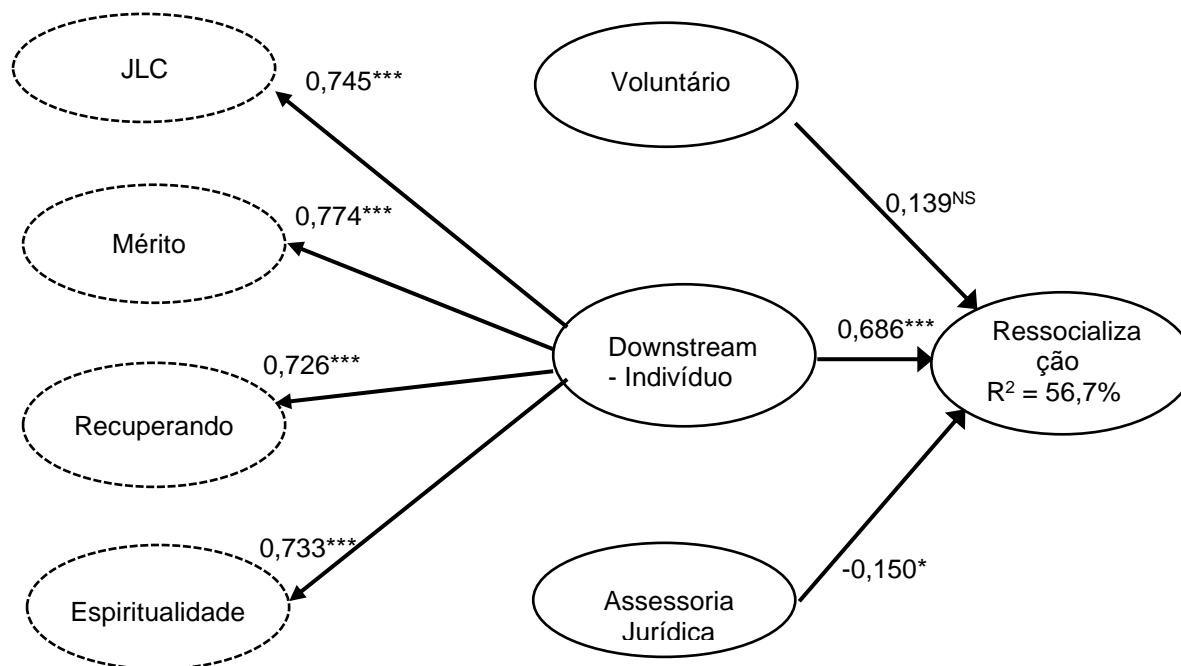 JLC
0,745***
Voluntário
Mérito
0,774***
0,139NS
Downstream
- Indivíduo
0,686***
Ressocializa
ção
R² = 56,7%
Recuperando
0,726***
Espiritualidade
0,733***
Assessoria
Jurídica
-0,150*